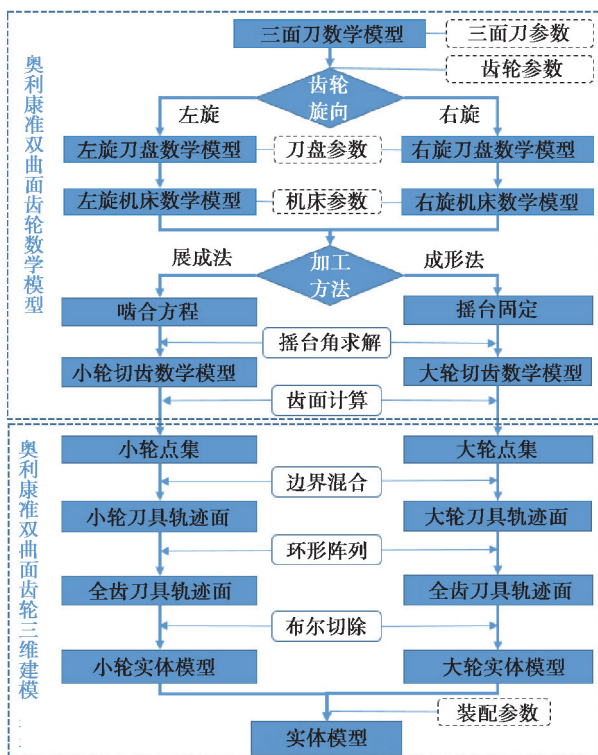 奥利康准双曲面齿轮数学模型
三面刀数学模型
三面刀参数
齿轮参数
齿轮
旋向
左旋
右旋
左旋刀盘数学模型
刀盘参数
右旋刀盘数学模型
左旋机床数学模型
机床参数
右旋机床数学模型
展成法
加工
方法
成形法
啮合方程
摇台固定
摇台角求解
小轮切齿数学模型
大轮切齿数学模型
齿面计算
奥利康准双曲面齿轮三维建模
小轮点集
大轮点集
边界混合
小轮刀具轨迹面
大轮刀具轨迹面
环形阵列
全齿刀具轨迹面
全齿刀具轨迹面
布尔切除
小轮实体模型
大轮实体模型
装配参数
实体模型